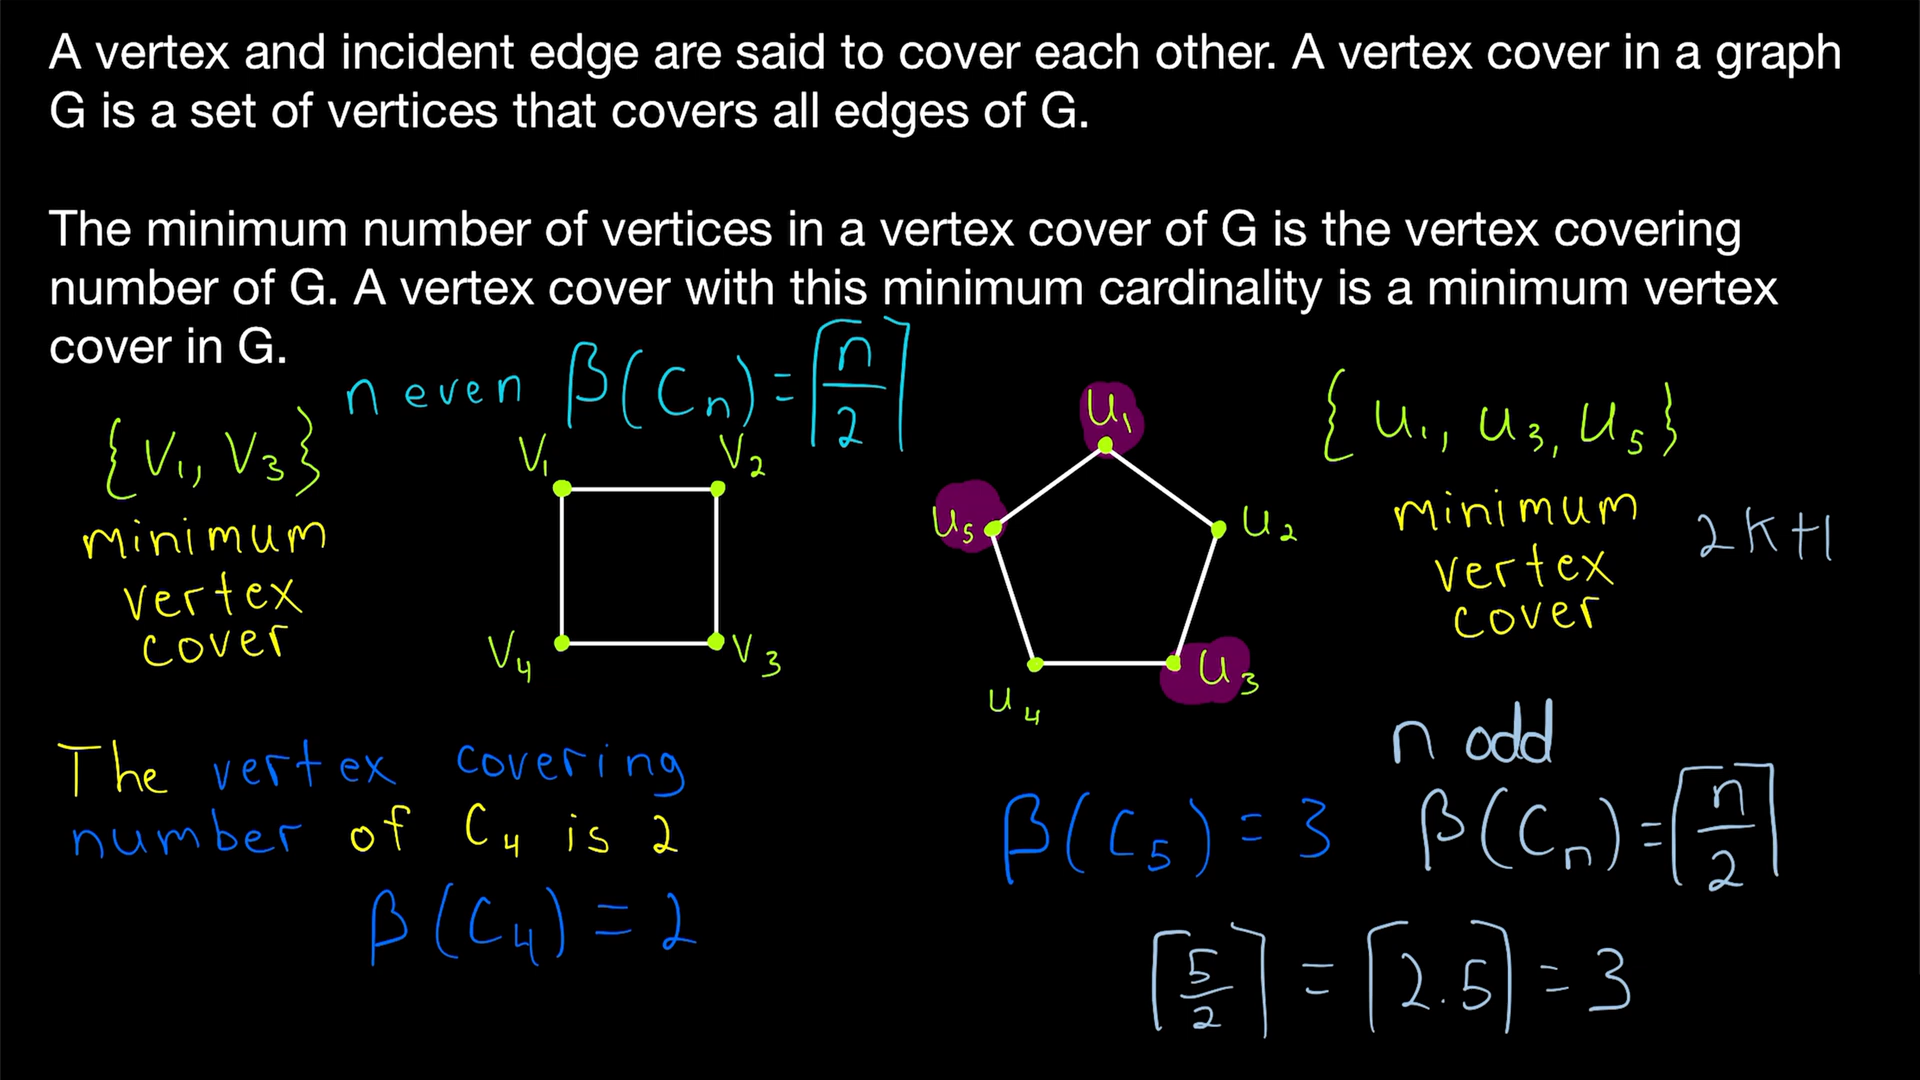 A vertex and incident edge are said to cover each other. A vertex cover in a graph
G is a set of vertices that covers all edges of G.
The minimum number of vertices in a vertex cover of G is the vertex covering
number of G. A vertex cover with this minimum cardinality is a minimum vertex
cover in G.
n even β(Cₙ)=⌈n/2⌉
{V₁, V₃}
minimum
vertex
cover
V₁ V₂
V₄ V₃
u₁
u₅ u₂
u₄ u₃
{u₁, u₃, u₅}
minimum
vertex
cover
2k+1
The vertex covering
number of C₄ is 2
β(C₄) = 2
β(C₅) = 3
n odd
β(Cₙ)=⌈n/2⌉
⌈5/2⌉ = ⌈2.5⌉ = 3